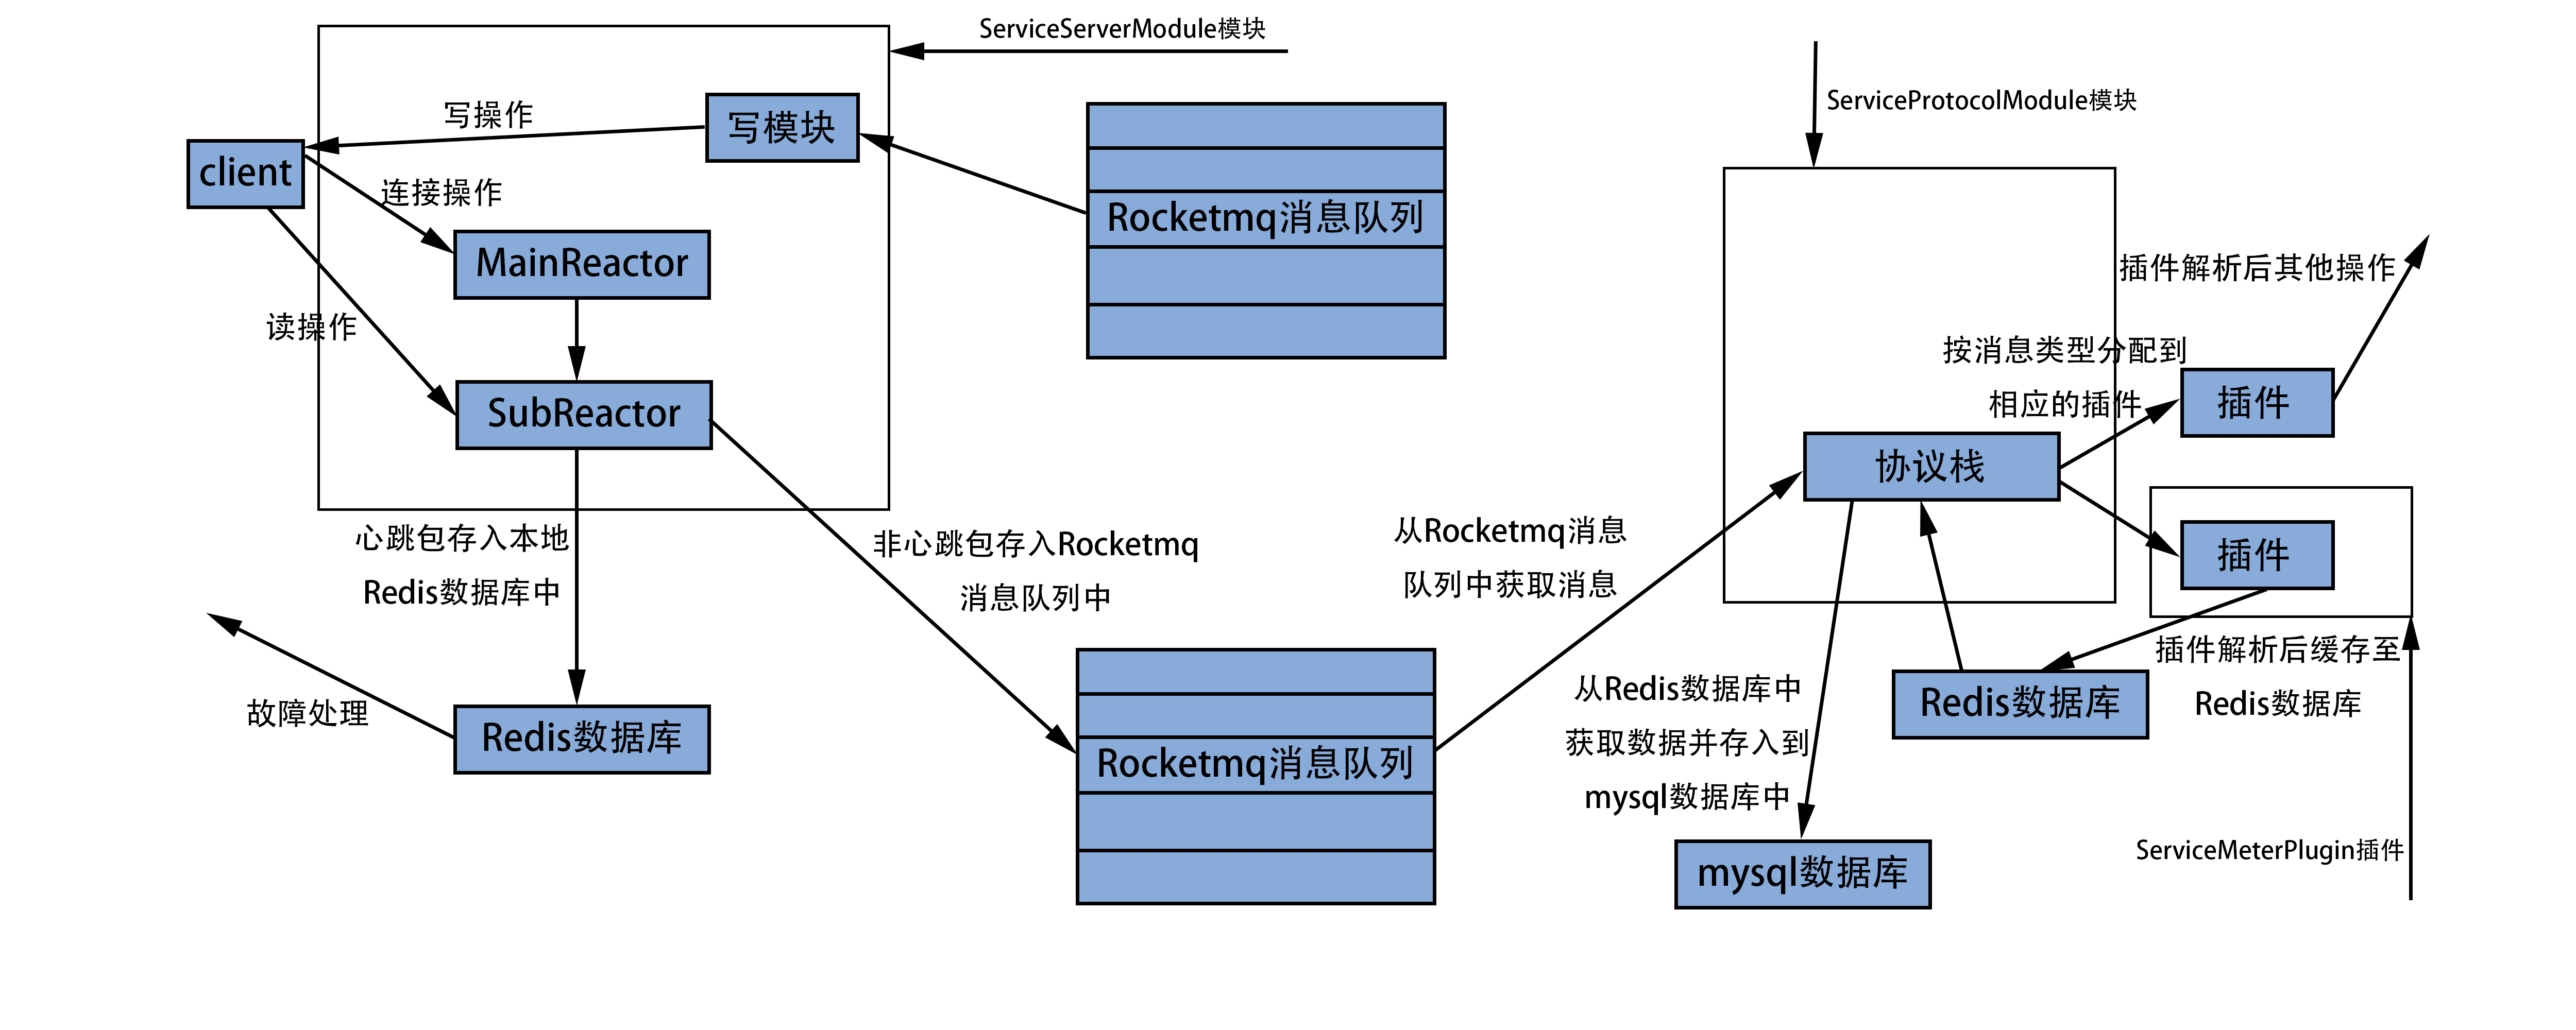 ServiceServerModule模块
ServiceProtocolModule模块
写操作
写模块
client
连接操作
Rocketmq消息队列
MainReactor
插件解析后其他操作
读操作
按消息类型分配到
相应的插件
插件
SubReactor
协议栈
心跳包存入本地
Redis数据库中
非心跳包存入Rocketmq
消息队列中
从Rocketmq消息
队列中获取消息
插件
插件解析后缓存至
Redis数据库
故障处理
Redis数据库
Rocketmq消息队列
从Redis数据库中
获取数据并存入到
mysql数据库中
Redis数据库
mysql数据库
ServiceMeterPlugin插件